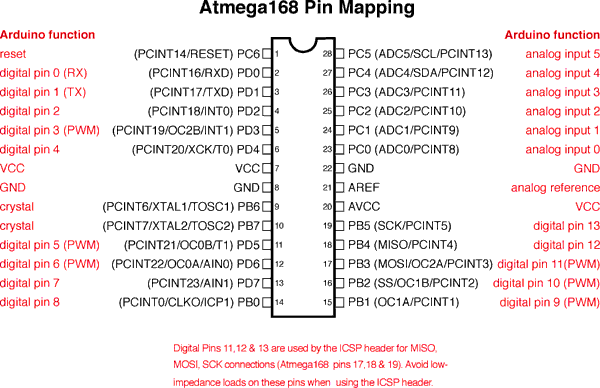 Atmega168 Pin Mapping
Arduino function Arduino function
reset (PCINT14/RESET) PC6 1 28 PC5 (ADC5/SCL/PCINT13) analog input 5
digital pin 0 (RX) (PCINT16/RXD) PD0 2 27 PC4 (ADC4/SDA/PCINT12) analog input 4
digital pin 1 (TX) (PCINT17/TXD) PD1 3 26 PC3 (ADC3/PCINT11) analog input 3
digital pin 2 (PCINT18/INT0) PD2 4 25 PC2 (ADC2/PCINT10) analog input 2
digital pin 3 (PWM) (PCINT19/OC2B/INT1) PD3 5 24 PC1 (ADC1/PCINT9) analog input 1
digital pin 4 (PCINT20/XCK/T0) PD4 6 23 PC0 (ADC0/PCINT8) analog input 0
VCC VCC 7 22 GND GND
GND GND 8 21 AREF analog reference
crystal (PCINT6/XTAL1/TOSC1) PB6 9 20 AVCC VCC
crystal (PCINT7/XTAL2/TOSC2) PB7 10 19 PB5 (SCK/PCINT5) digital pin 13
digital pin 5 (PWM) (PCINT21/OC0B/T1) PD5 11 18 PB4 (MISO/PCINT4) digital pin 12
digital pin 6 (PWM) (PCINT22/OC0A/AIN0) PD6 12 17 PB3 (MOSI/OC2A/PCINT3) digital pin 11(PWM)
digital pin 7 (PCINT23/AIN1) PD7 13 16 PB2 (SS/OC1B/PCINT2) digital pin 10 (PWM)
digital pin 8 (PCINT0/CLKO/ICP1) PB0 14 15 PB1 (OC1A/PCINT1) digital pin 9 (PWM)
Digital Pins 11,12 & 13 are used by the ICSP header for MISO,
MOSI, SCK connections (Atmega168 pins 17,18 & 19). Avoid low-
impedance loads on these pins when using the ICSP header.